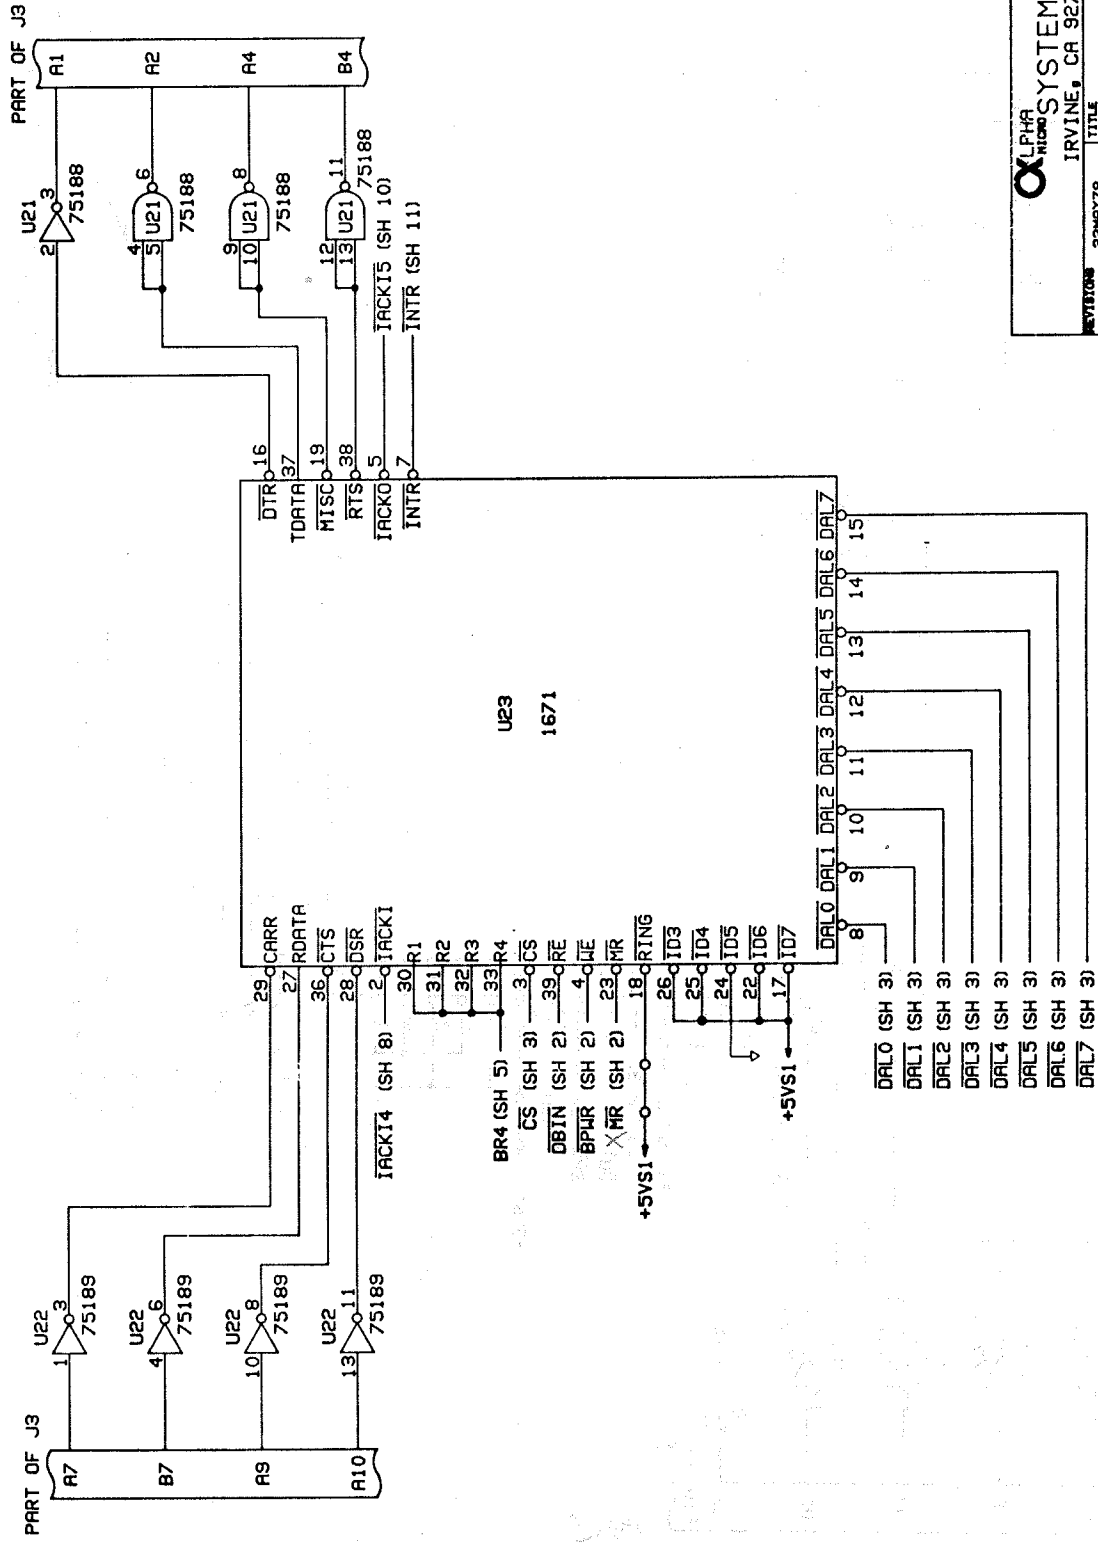 PART OF J3
A7
B7
A9
A10
U22
1
3
75189
U22
4
6
75189
U22
10
8
75189
U22
13
11
75189
29 CARR
27 RDATA
36 CTS
28 DSR
IACKI4 (SH 8) 2 IACKI
30 R1
31 R2
32 R3
BR4 (SH 5) 33 R4
CS (SH 3) 3 CS
DBIN (SH 2) 39 RE
BPWR (SH 2) 4 WE
MR (SH 2) 23 MR
+5VS1 18 RING
26 ID3
25 ID4
24 ID5
22 ID6
+5VS1 17 ID7
U23
1671
DTR 16
TDATA 37
MISC 19
RTS 38
IACKO 5 IACKI5 (SH 10)
INTR 7 INTR (SH 11)
U21
2
3
75188
4
5
U21
6
75188
9
10
U21
8
75188
12
13
U21
11
75188
PART OF J3
A1
A2
A4
B4
DAL0 DAL1 DAL2 DAL3 DAL4 DAL5 DAL6 DAL7
8 9 10 11 12 13 14 15
DAL0 (SH 3)
DAL1 (SH 3)
DAL2 (SH 3)
DAL3 (SH 3)
DAL4 (SH 3)
DAL5 (SH 3)
DAL6 (SH 3)
DAL7 (SH 3)
ALPHA
MICRO SYSTEM
IRVINE, CA 927
REVISIONS
TITLE